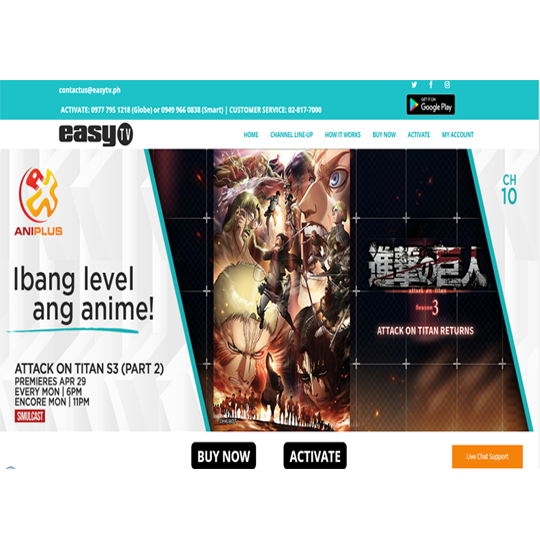 contactus@easytv.ph
ACTIVATE: 0977 795 1218 (Globe) or 0949 966 0838 (Smart) | CUSTOMER SERVICE: 02-817-7000
GET IT ON
Google Play
easy TV
HOME CHANNEL LINE-UP HOW IT WORKS BUY NOW ACTIVATE MY ACCOUNT
CH
10
ANIPLUS
Ibang level
ang anime!
進撃の巨人
attack on titan
Season 3
ATTACK ON TITAN RETURNS
ATTACK ON TITAN S3 (PART 2)
PREMIERES APR 29
EVERY MON | 6PM
ENCORE MON | 11PM
SIMULCAST
BUY NOW
ACTIVATE
Live Chat Support